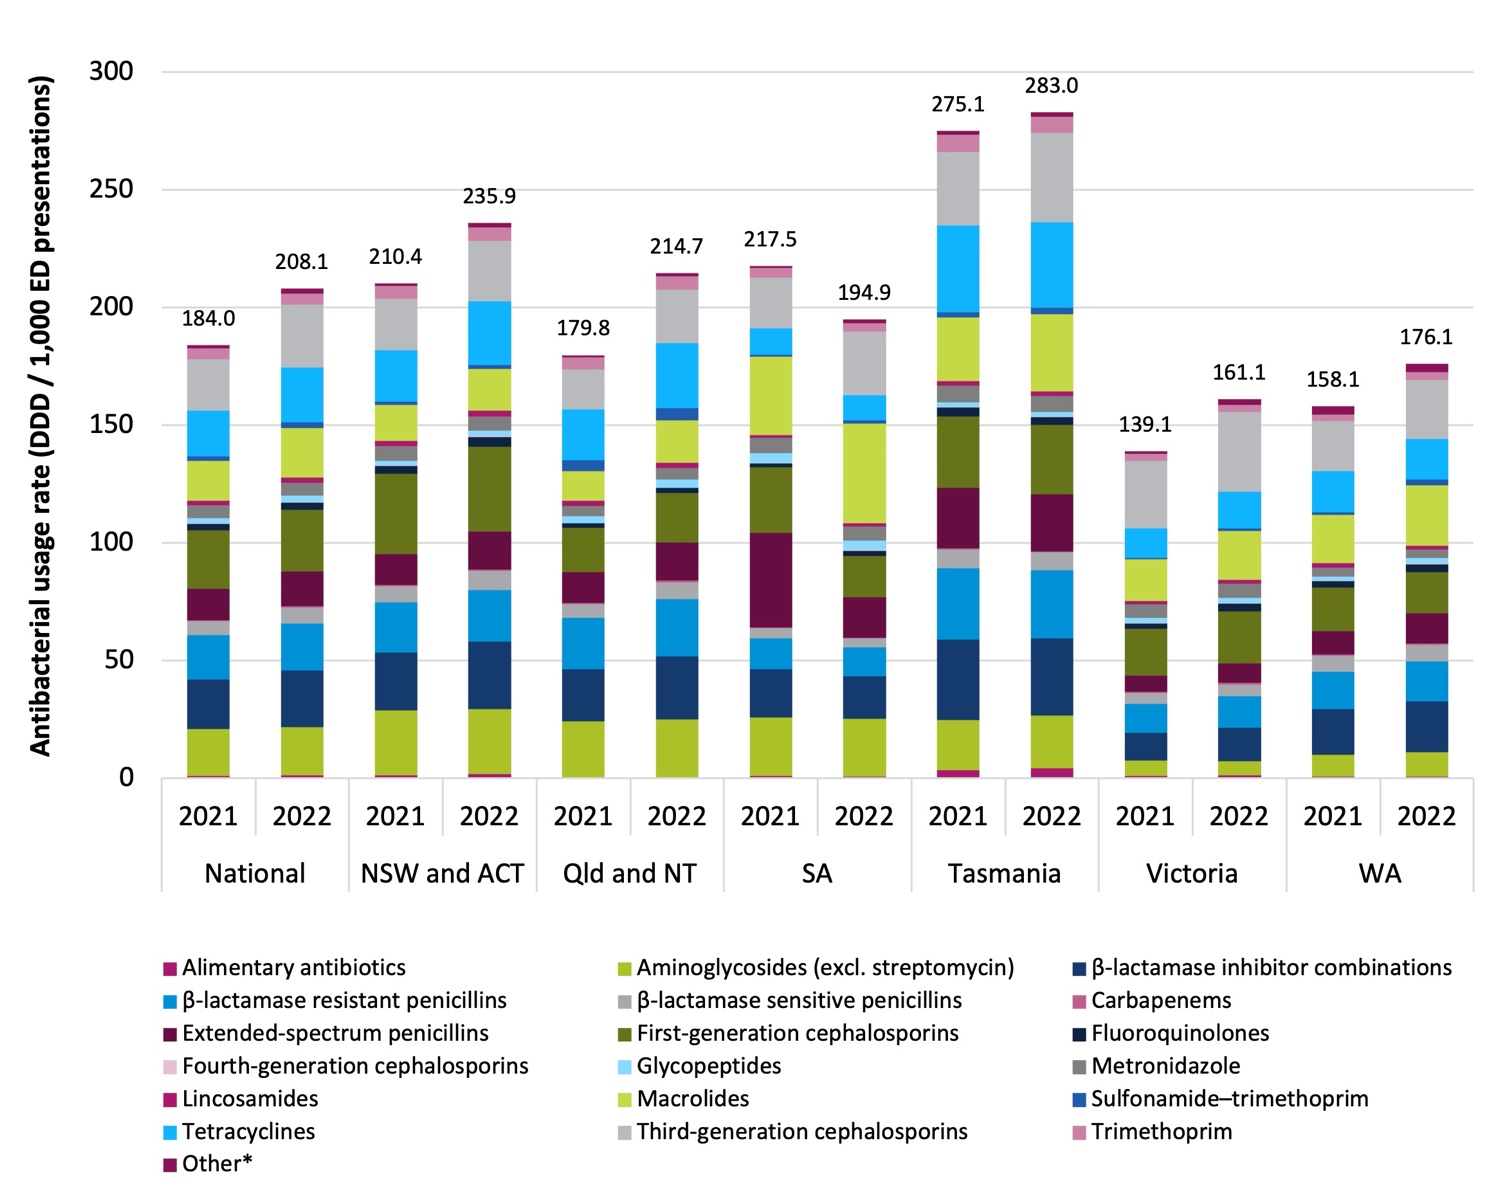 Antibacterial usage rate (DDD / 1,000 ED presentations)
300
250
200
150
100
50
0
184.0
208.1
210.4
235.9
179.8
214.7
217.5
194.9
275.1
283.0
139.1
161.1
158.1
176.1
2021 2022 2021 2022 2021 2022 2021 2022 2021 2022 2021 2022 2021 2022
National NSW and ACT Qld and NT SA Tasmania Victoria WA
Alimentary antibiotics Aminoglycosides (excl. streptomycin) β-lactamase inhibitor combinations
β-lactamase resistant penicillins β-lactamase sensitive penicillins Carbapenems
Extended-spectrum penicillins First-generation cephalosporins Fluoroquinolones
Fourth-generation cephalosporins Glycopeptides Metronidazole
Lincosamides Macrolides Sulfonamide–trimethoprim
Tetracyclines Third-generation cephalosporins Trimethoprim
Other*